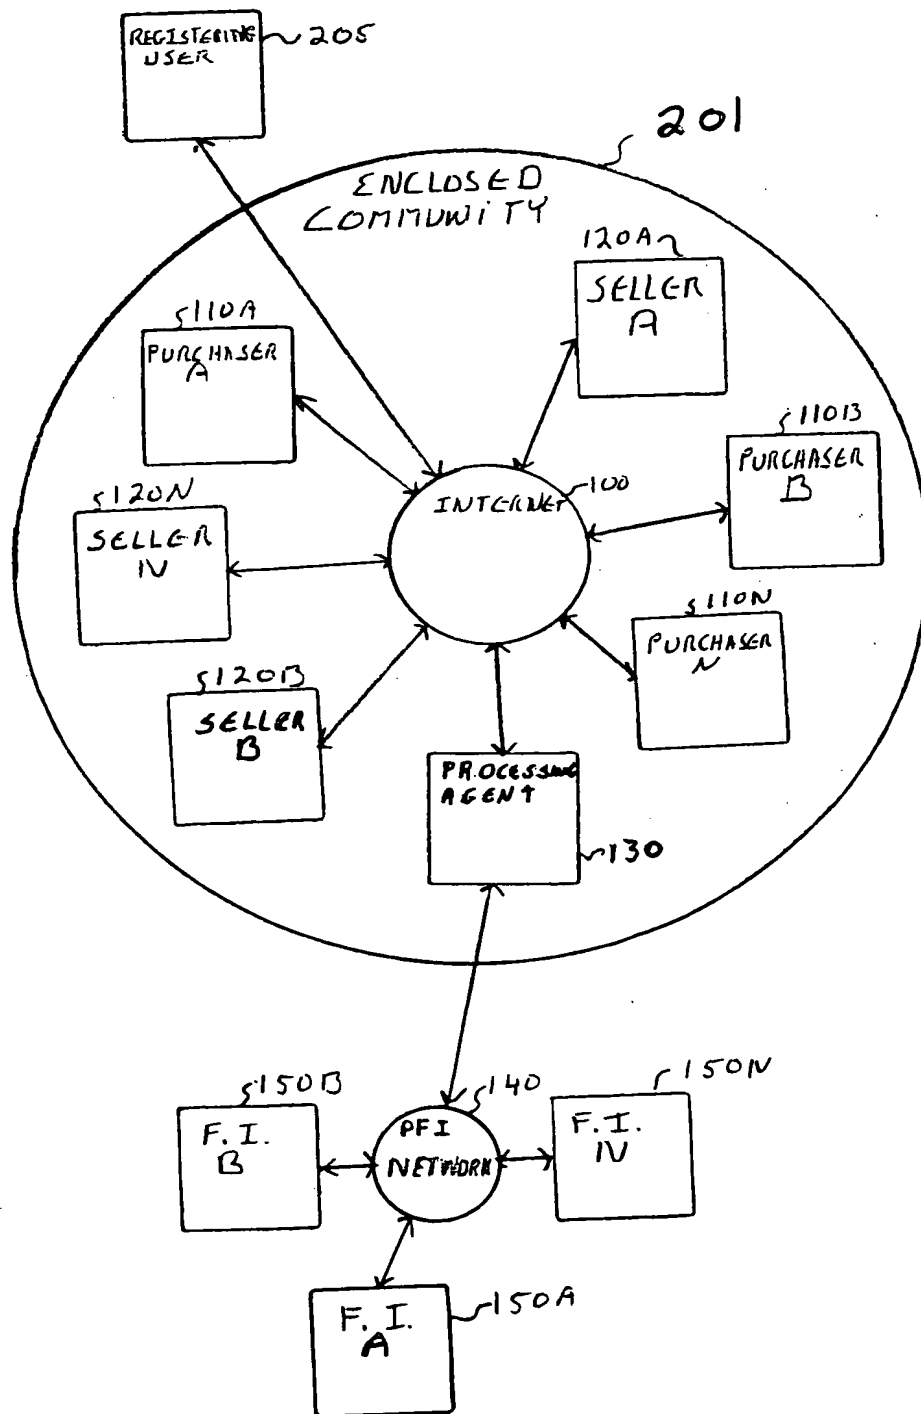 REGISTERING
USER
205
201
ENCLOSED
COMMUNITY
120A
SELLER
A
110A
PURCHASER
A
110B
PURCHASER
B
INTERNET
100
120N
SELLER
N
110N
PURCHASER
N
120B
SELLER
B
PROCESSING
AGENT
130
150B
F. I.
B
140
PFI
NETWORK
150N
F. I.
N
F. I.
A
150A